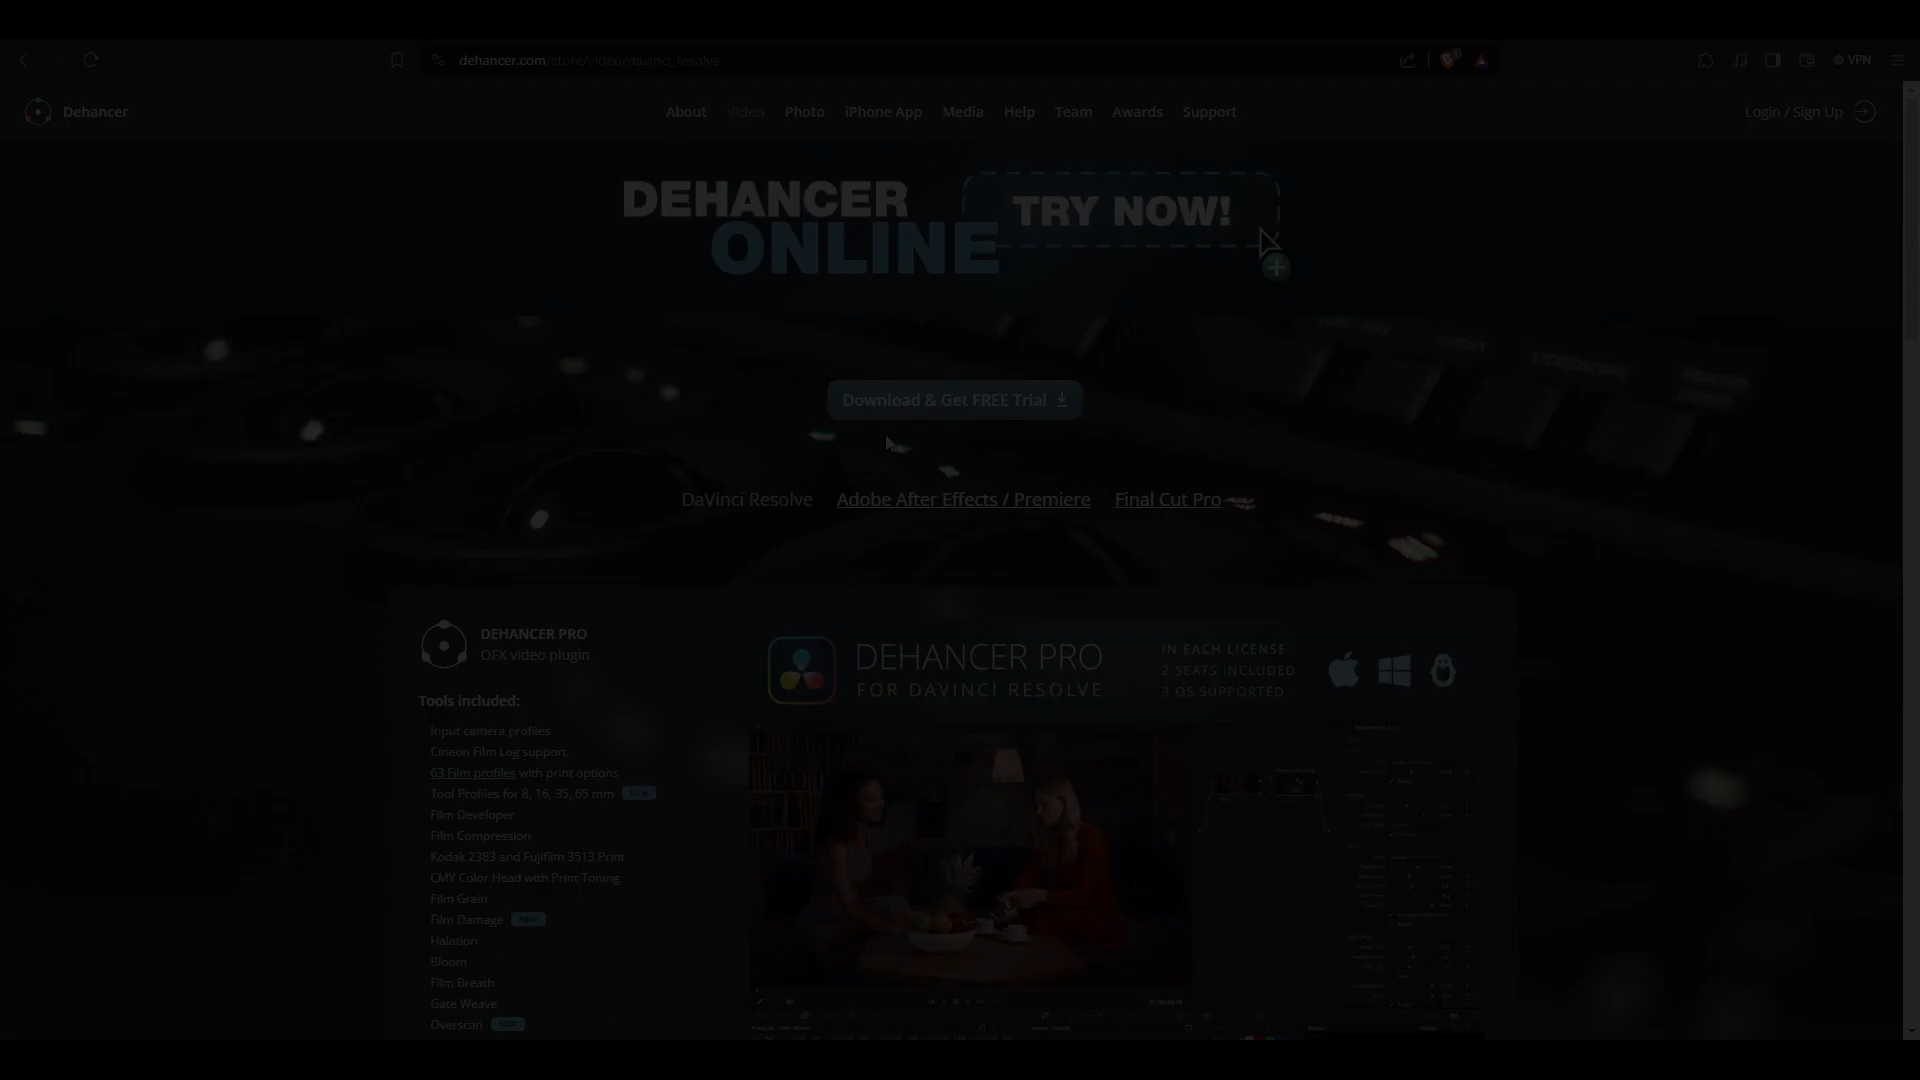 dehancer.com/store/video/davinci_resolve
VPN
Dehancer
About Video Photo iPhone App Media Help Team Awards Support
Login / Sign Up
DEHANCER
ONLINE
TRY NOW!
Download & Get FREE Trial
DaVinci Resolve Adobe After Effects / Premiere Final Cut Pro
DEHANCER PRO
OFX video plugin
Tools included:
Input camera profiles
Cineon Film Log support
63 Film profiles with print options
Tool Profiles for 8, 16, 35, 65 mm New
Film Developer
Film Compression
Kodak 2383 and Fujifilm 3513 Print
CMY Color Head with Print Toning
Film Grain
Film Damage New
Halation
Bloom
Film Breath
Gate Weave
Overscan New
DEHANCER PRO
FOR DAVINCI RESOLVE
IN EACH LICENSE
2 SEATS INCLUDED
3 OS SUPPORTED